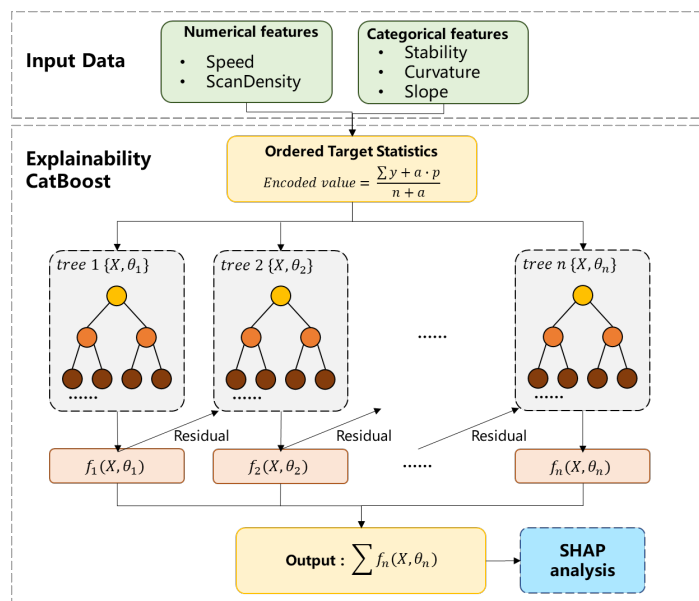 Input Data
Numerical features
• Speed
• ScanDensity
Categorical features
• Stability
• Curvature
• Slope
Explainability
CatBoost
Ordered Target Statistics
Encoded value = (∑ y + a · p) / (n + a)
tree 1 {X, θ₁}
......
tree 2 {X, θ₂}
......
......
tree n {X, θₙ}
......
Residual
Residual
Residual
f₁(X, θ₁)
f₂(X, θ₂)
......
fₙ(X, θₙ)
Output : ∑ fₙ(X, θₙ)
SHAP
analysis